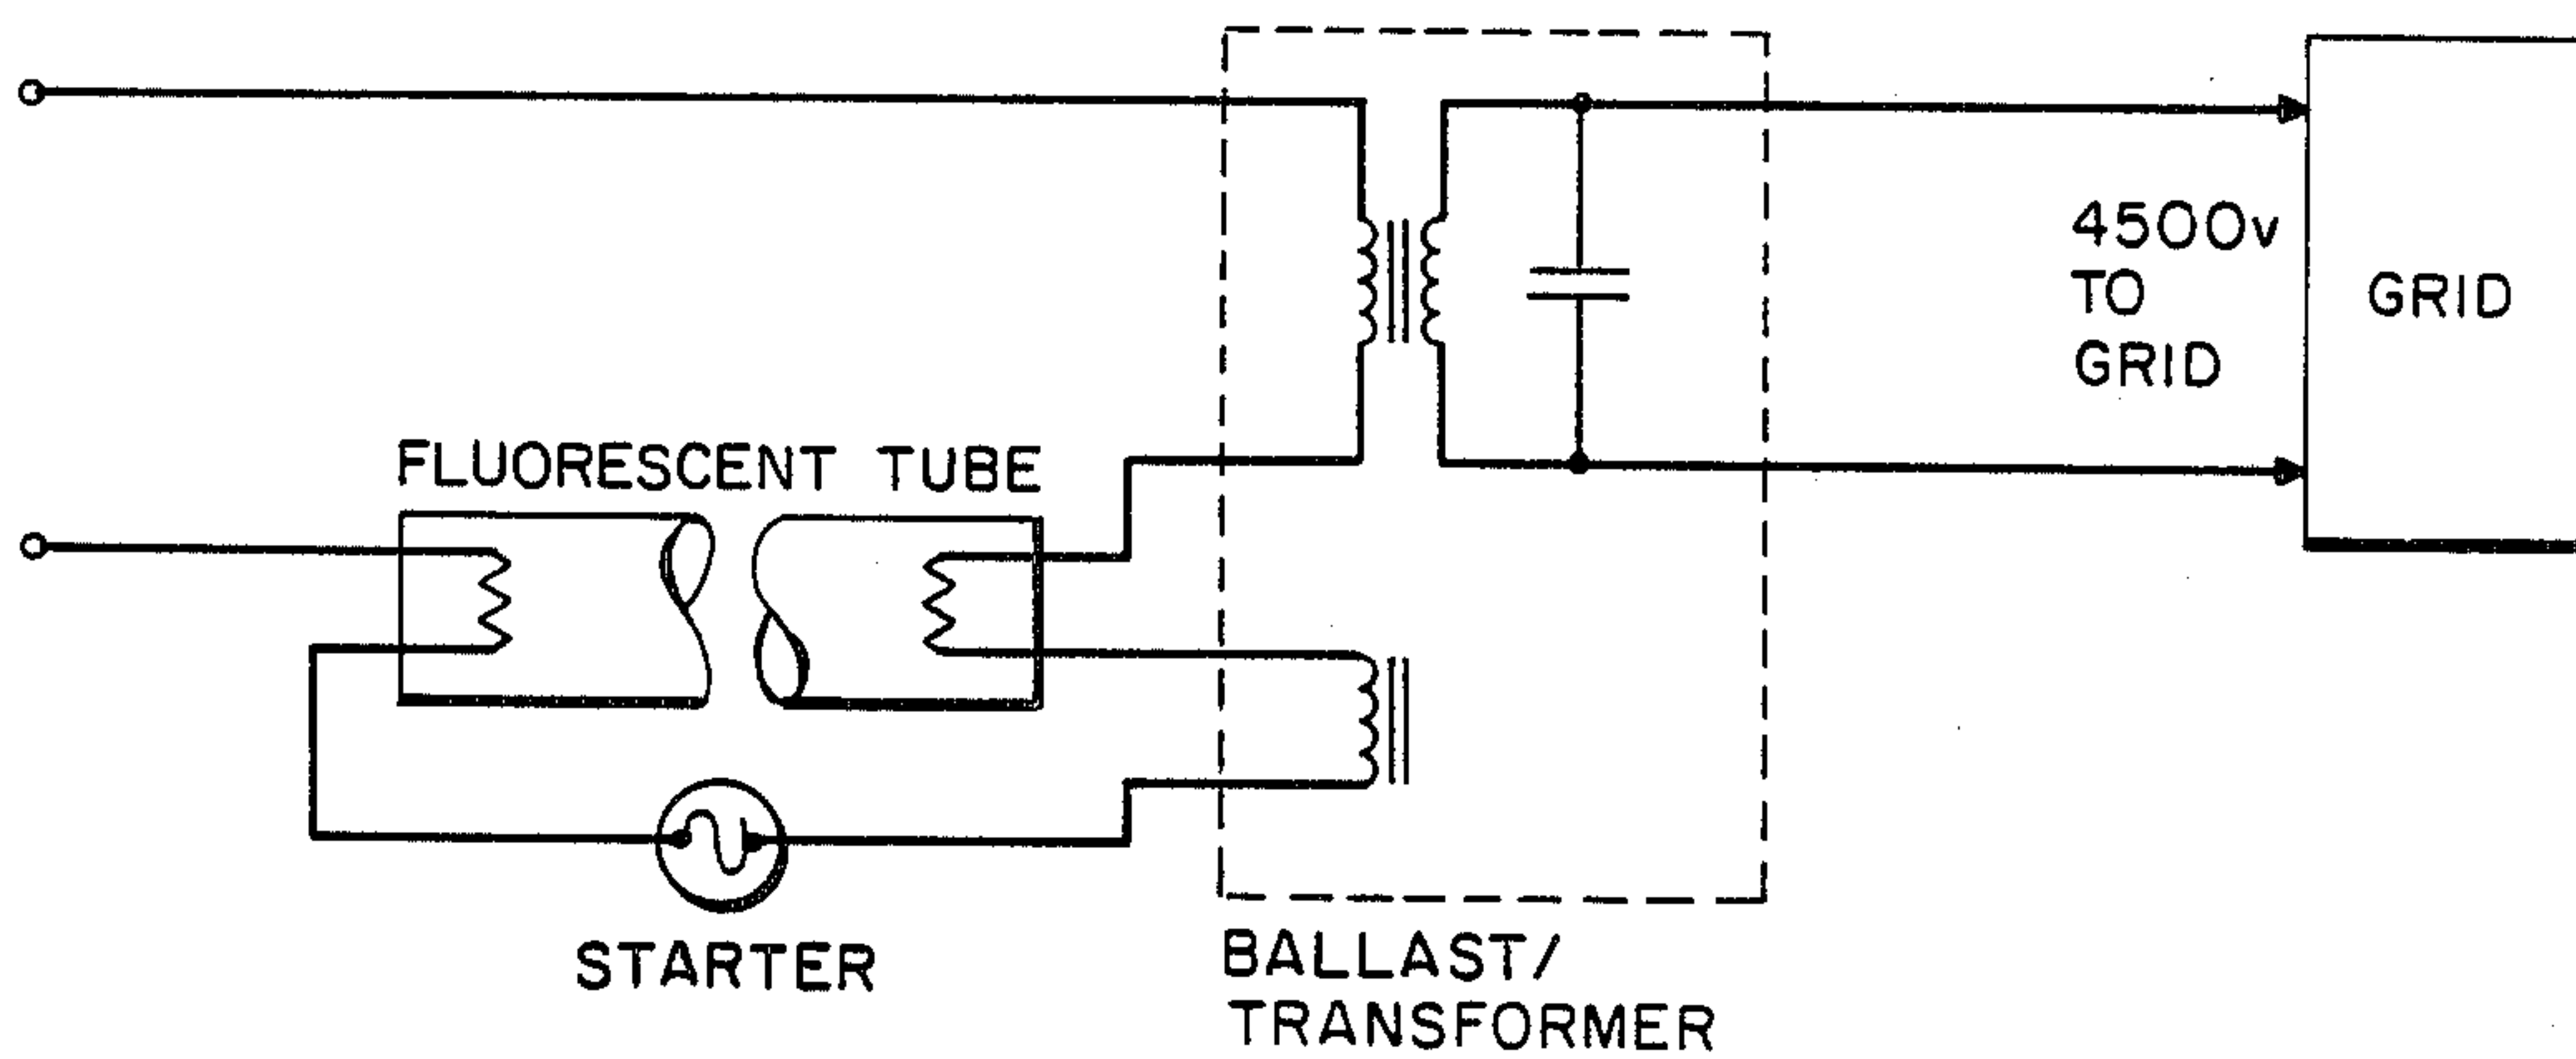 4500v
TO
GRID
GRID
FLUORESCENT TUBE
STARTER
BALLAST/
TRANSFORMER